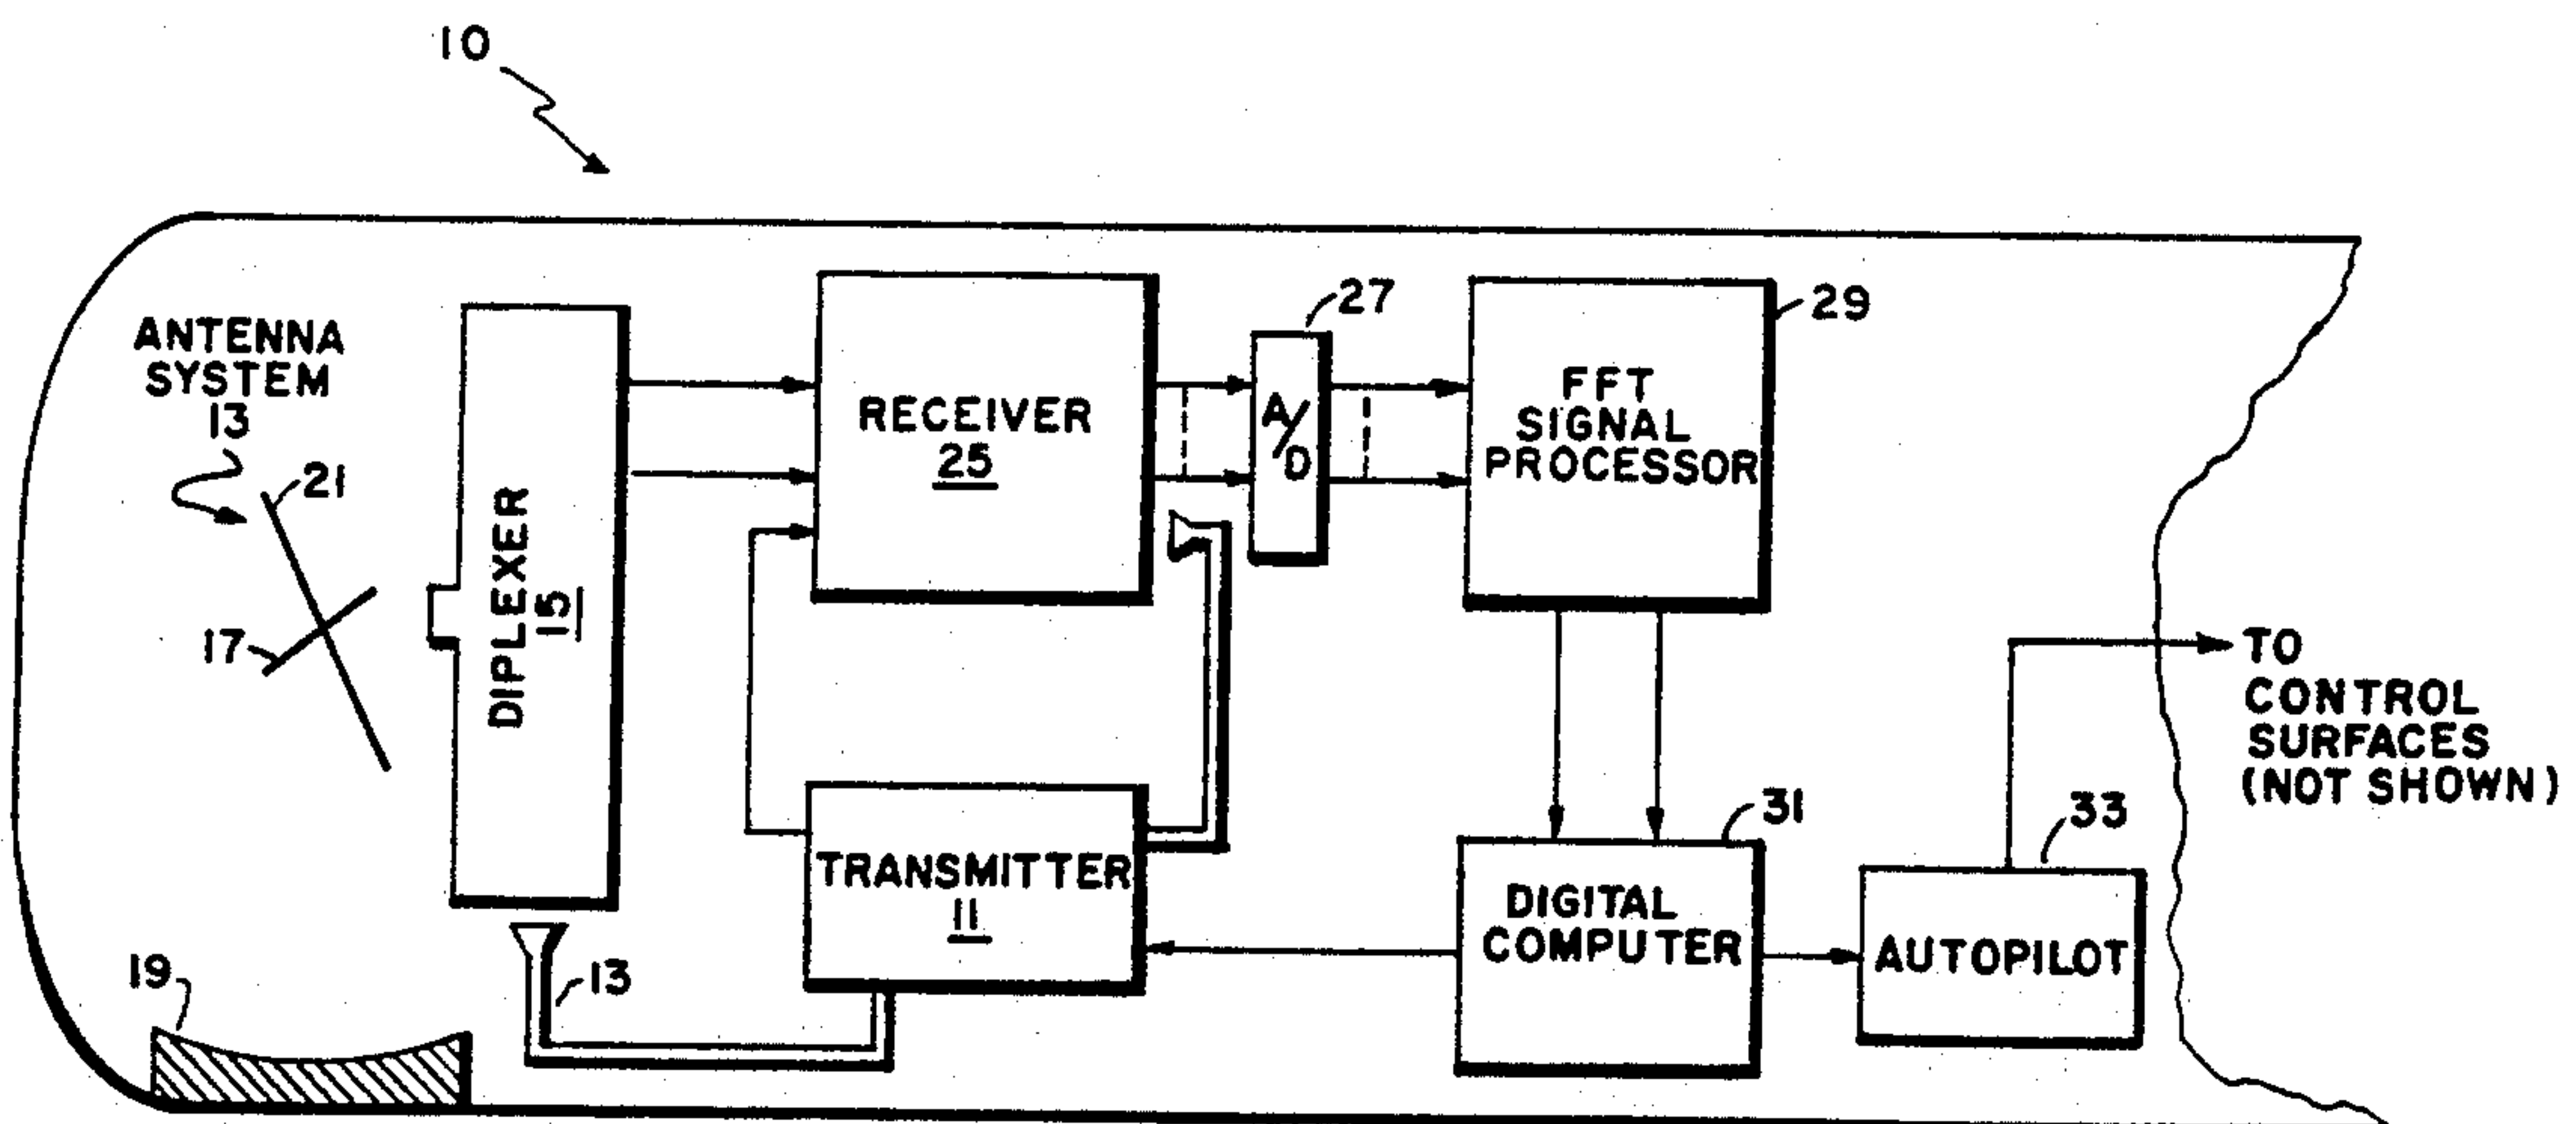 10
ANTENNA
SYSTEM
13
21
17
19
DIPLEXER
15
13
RECEIVER
25
TRANSMITTER
11
27
A/D
29
FFT
SIGNAL
PROCESSOR
31
DIGITAL
COMPUTER
33
AUTOPILOT
TO
CONTROL
SURFACES
(NOT SHOWN)